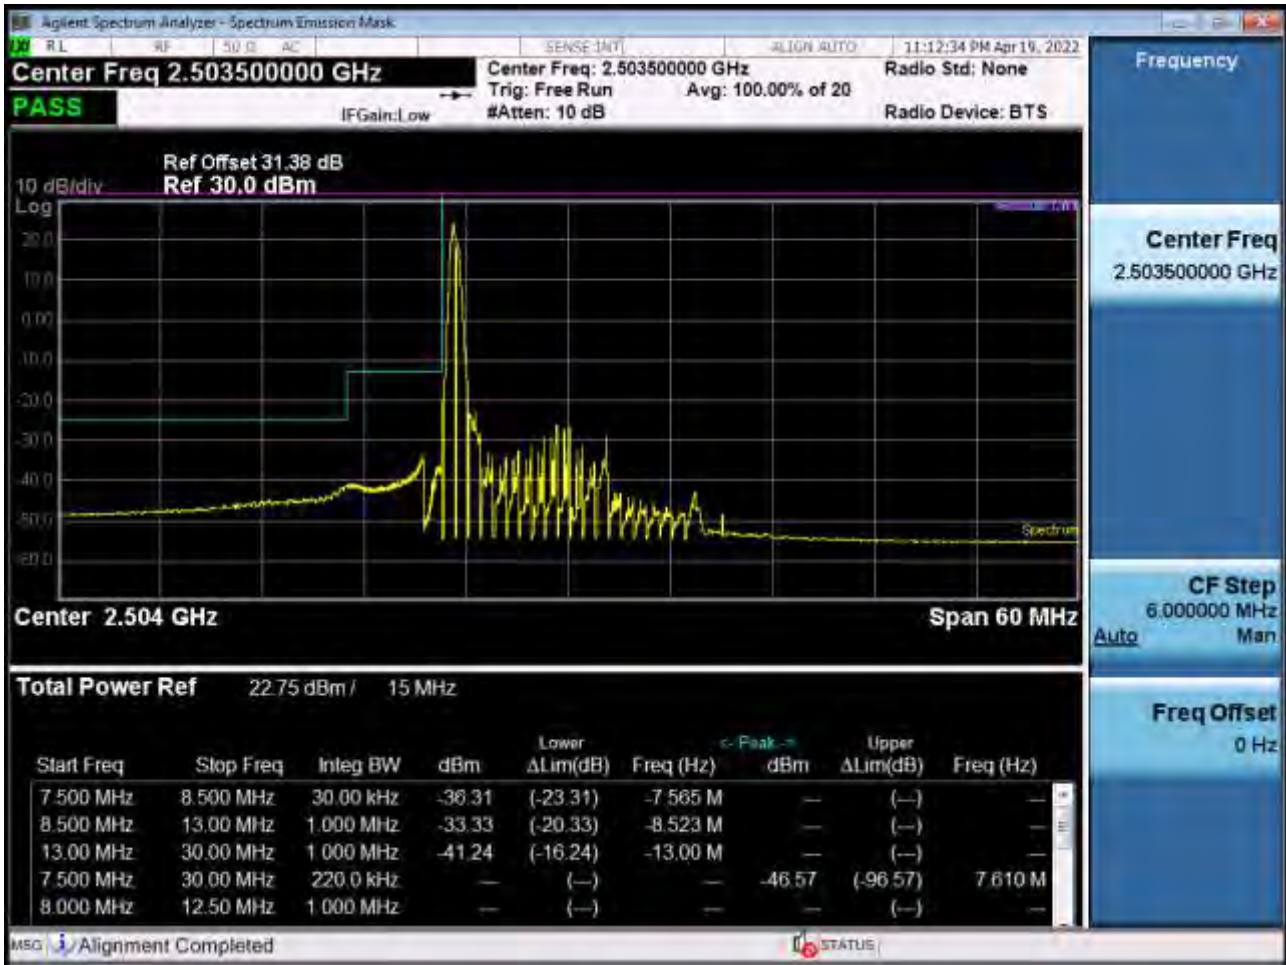 Agilent Spectrum Analyzer - Spectrum Emission Mask
LXI RL RF 50 Ω AC SENSE:INT ALIGN AUTO 11:12:34 PM Apr 19, 2022
Center Freq 2.503500000 GHz
Center Freq: 2.503500000 GHz
Radio Std: None
Trig: Free Run
Avg: 100.00% of 20
PASS
IFGain:Low
#Atten: 10 dB
Radio Device: BTS
Ref Offset 31.38 dB
10 dB/div Ref 30.0 dBm
Log
20.0
10.0
0.00
-10.0
-20.0
-30.0
-40.0
-50.0
-60.0
Spectrum
Center 2.504 GHz
Span 60 MHz
Total Power Ref 22.75 dBm / 15 MHz
Lower <- Peak -> Upper
Start Freq Stop Freq Integ BW dBm ΔLim(dB) Freq (Hz) dBm ΔLim(dB) Freq (Hz)
7.500 MHz 8.500 MHz 30.00 kHz -36.31 (-23.31) -7.565 M --- (---) ---
8.500 MHz 13.00 MHz 1.000 MHz -33.33 (-20.33) -8.523 M --- (---) ---
13.00 MHz 30.00 MHz 1.000 MHz -41.24 (-16.24) -13.00 M --- (---) ---
7.500 MHz 30.00 MHz 220.0 kHz --- (---) --- -46.57 (-96.57) 7.610 M
8.000 MHz 12.50 MHz 1.000 MHz --- (---) --- --- (---) ---
MSG Alignment Completed
STATUS
Frequency
Center Freq
2.503500000 GHz
CF Step
6.000000 MHz
Auto Man
Freq Offset
0 Hz